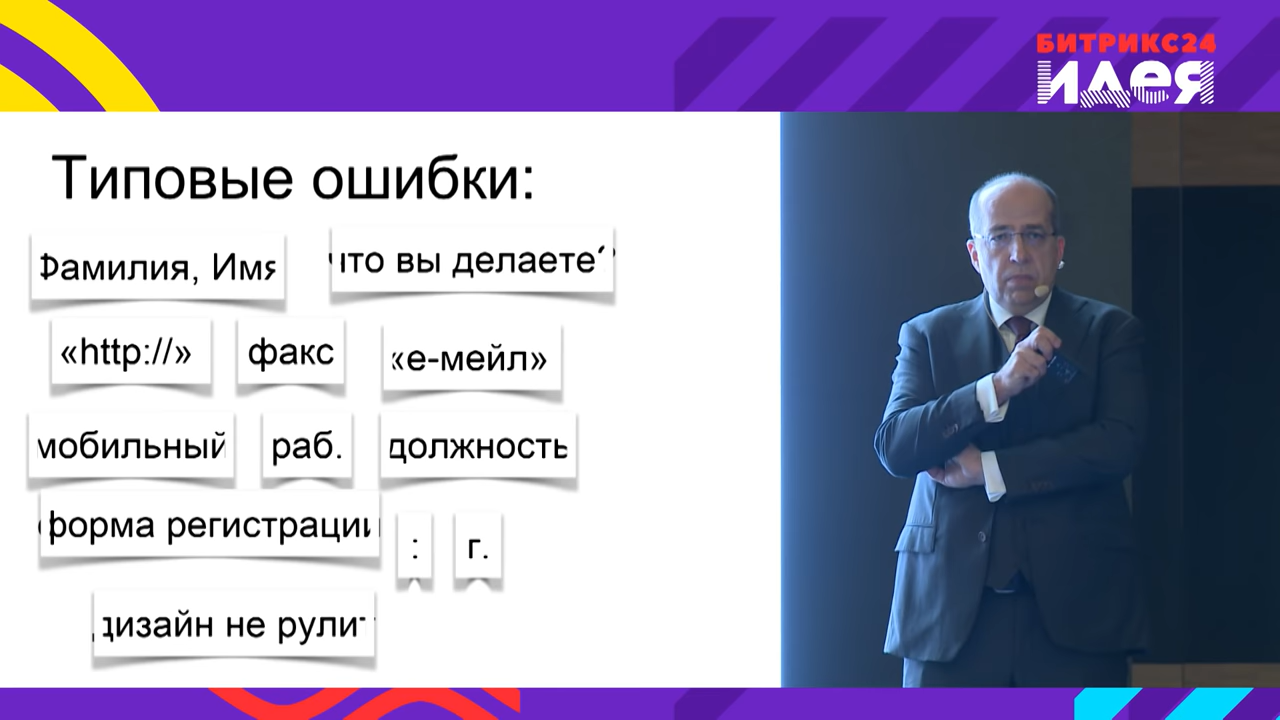 БИТРИКС24
идея
Типовые ошибки:
Фамилия, Имя
что вы делаете?
«http://»
факс
«е-мейл»
мобильный
раб.
должность
форма регистрации
:
г.
дизайн не рулит